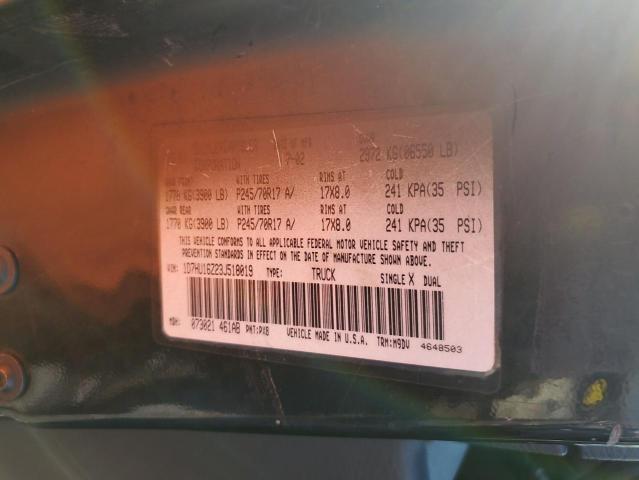 CORPORATION 7-02 2972 KG(06550 LB)
WITH TIRES RIMS AT COLD
1770 KG(3900 LB) P245/70R17 A/ 17X8.0 241 KPA(35 PSI)
GAWR REAR WITH TIRES RIMS AT COLD
1770 KG(3900 LB) P245/70R17 A/ 17X8.0 241 KPA(35 PSI)
THIS VEHICLE CONFORMS TO ALL APPLICABLE FEDERAL MOTOR VEHICLE SAFETY AND THEFT
PREVENTION STANDARDS IN EFFECT ON THE DATE OF MANUFACTURE SHOWN ABOVE.
VIN: 1D7HU16Z23J510019 TYPE: TRUCK SINGLE X DUAL
MDH: 073021 461AB PNT:PX8 VEHICLE MADE IN U.S.A. TRM:M9DV 4648503